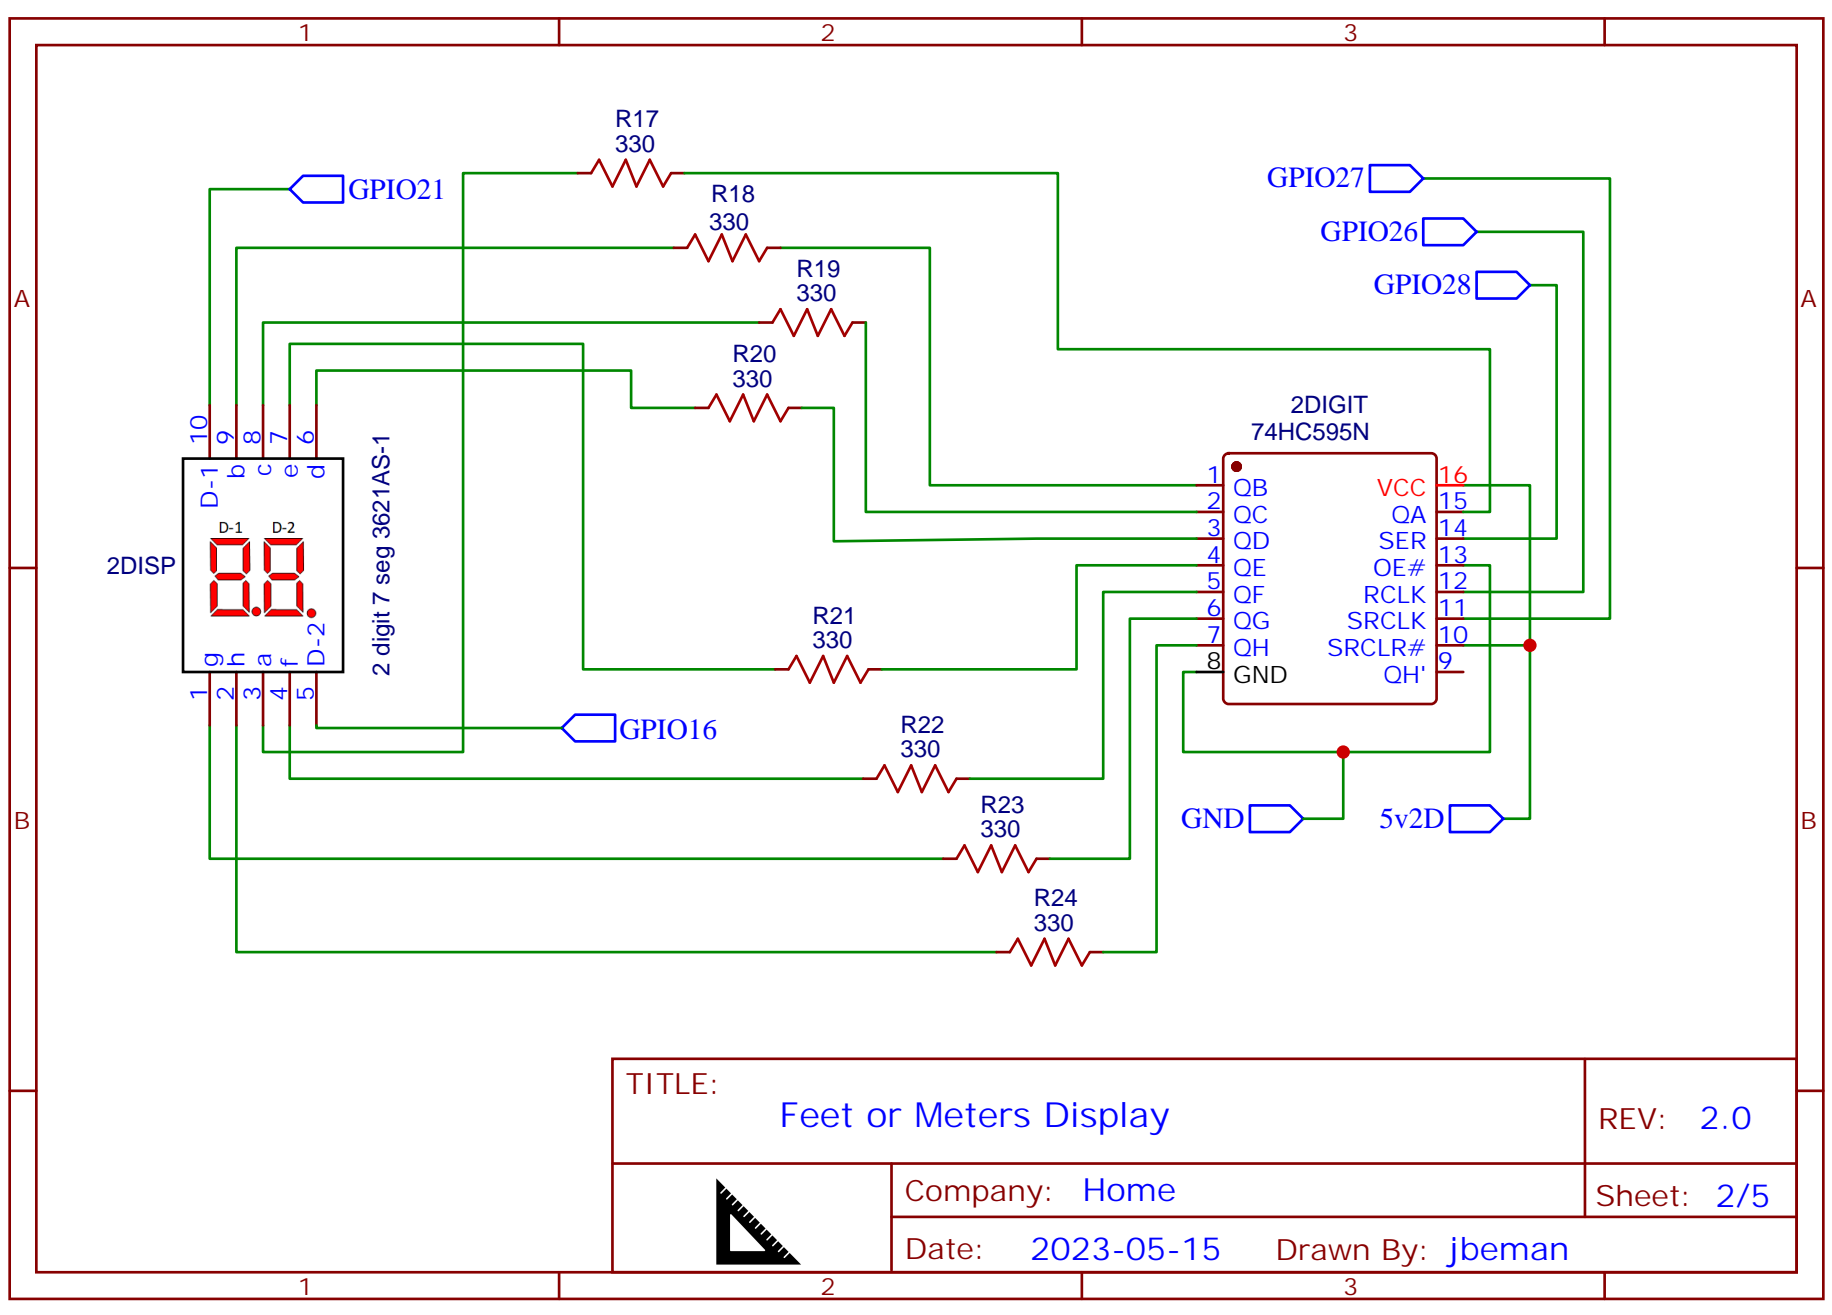 1 2 3
R17
330
GPIO21
GPIO27
R18
330
GPIO26
R19
330
GPIO28
A A
R20
330
2DIGIT
74HC595N
10 9 8 7 6
D-1 b c e d
2 digit 7 seg 3621AS-1
D-1 D-2
2DISP
g h a f D-2
1 2 3 4 5
1 QB VCC 16
2 QC QA 15
3 QD SER 14
4 QE OE# 13
5 QF RCLK 12
6 QG SRCLK 11
7 QH SRCLR# 10
8 GND QH' 9
R21
330
GPIO16
R22
330
R23
330
GND
5v2D
B B
R24
330
TITLE:
Feet or Meters Display
REV: 2.0
Company: Home
Sheet: 2/5
Date: 2023-05-15 Drawn By: jbeman
1 2 3